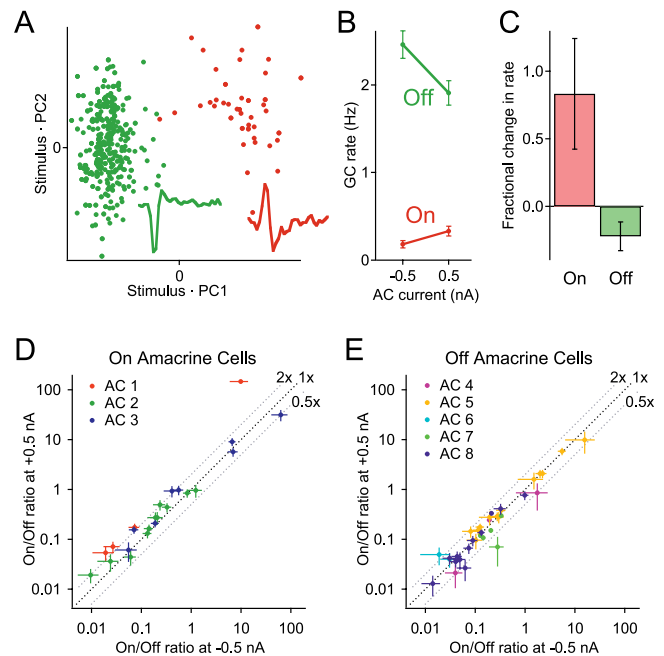 A
Stimulus · PC2
0
0
Stimulus · PC1
B
GC rate (Hz)
2
1
0
Off
On
-0.5
0.5
AC current (nA)
C
Fractional change in rate
1.0
0.5
0.0
On
Off
D
On Amacrine Cells
2x 1x
0.5x
AC 1
AC 2
AC 3
On/Off ratio at +0.5 nA
100
10
1
0.1
0.01
0.01
0.1
1
10
100
On/Off ratio at -0.5 nA
E
Off Amacrine Cells
2x 1x
0.5x
AC 4
AC 5
AC 6
AC 7
AC 8
On/Off ratio at +0.5 nA
100
10
1
0.1
0.01
0.01
0.1
1
10
100
On/Off ratio at -0.5 nA